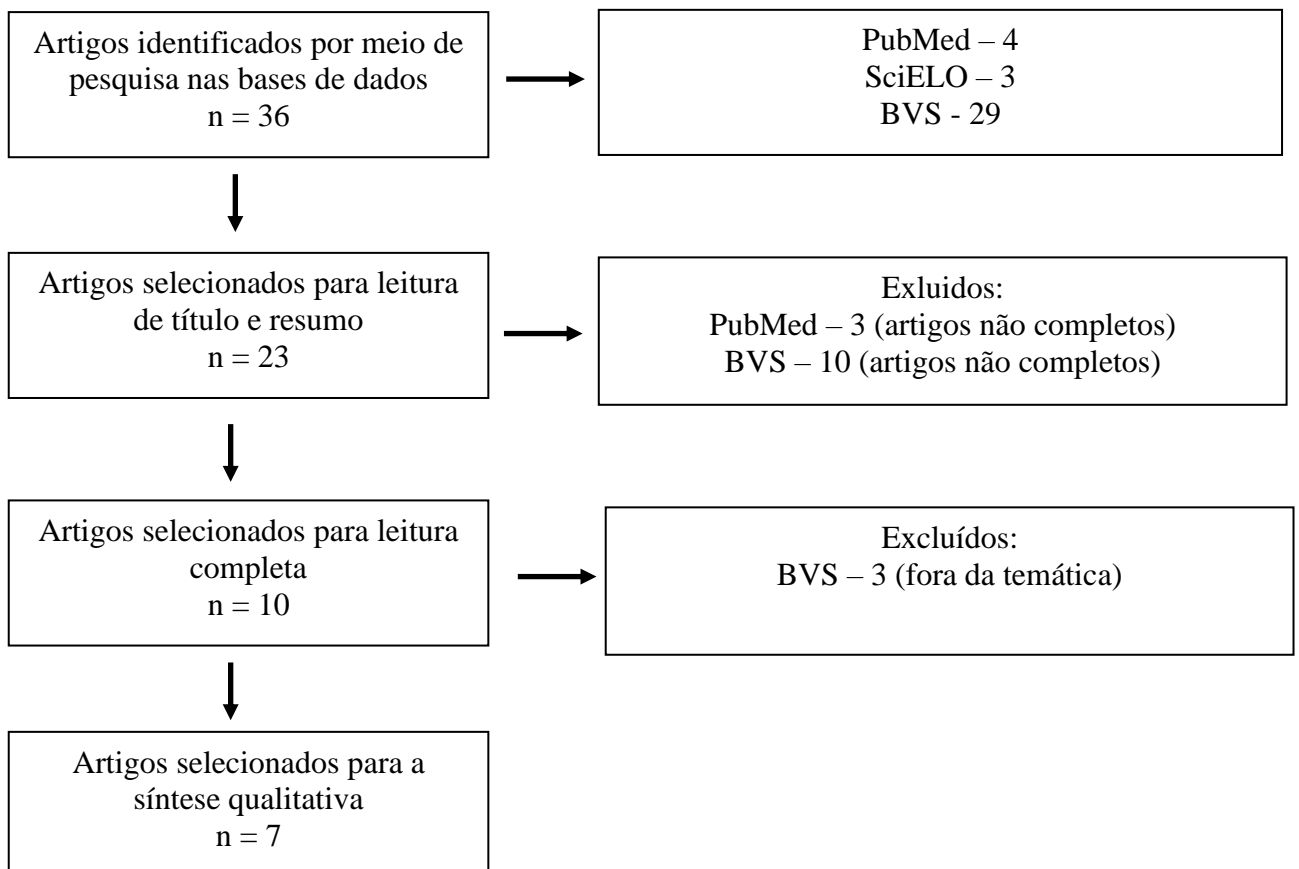 Artigos identificados por meio de
pesquisa nas bases de dados
n = 36
PubMed – 4
SciELO – 3
BVS - 29
Artigos selecionados para leitura
de título e resumo
n = 23
Exluidos:
PubMed – 3 (artigos não completos)
BVS – 10 (artigos não completos)
Artigos selecionados para leitura
completa
n = 10
Excluídos:
BVS – 3 (fora da temática)
Artigos selecionados para a
síntese qualitativa
n = 7